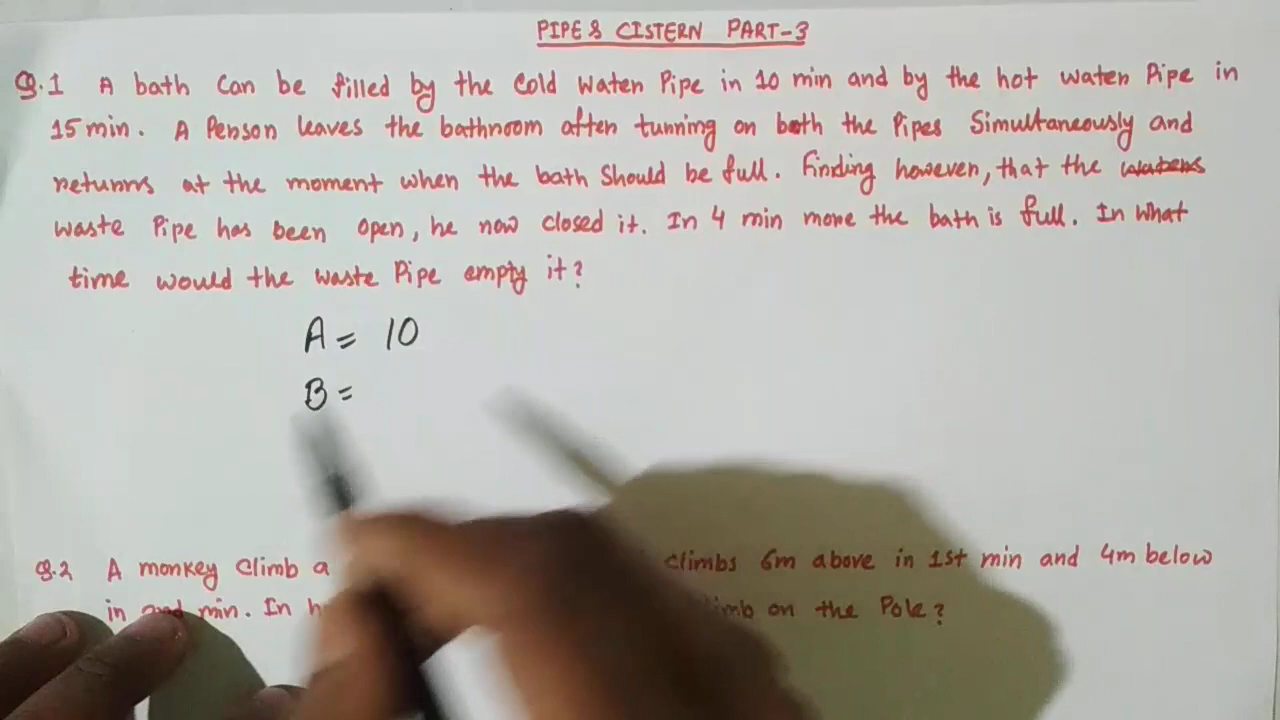 PIPE & CISTERN PART-3
Q.1 A bath can be filled by the cold water pipe in 10 min and by the hot water Pipe in
15 min. A Person leaves the bathroom after turning on both the Pipes Simultaneously and
returns at the moment when the bath Should be full. Finding however, that the waters
waste Pipe has been open, he now closed it. In 4 min more the bath is full. In What
time would the waste Pipe empty it?
A = 10
B =
Q.2 A monkey climb a climbs 6m above in 1st min and 4m below
in 2nd min. In on the Pole?